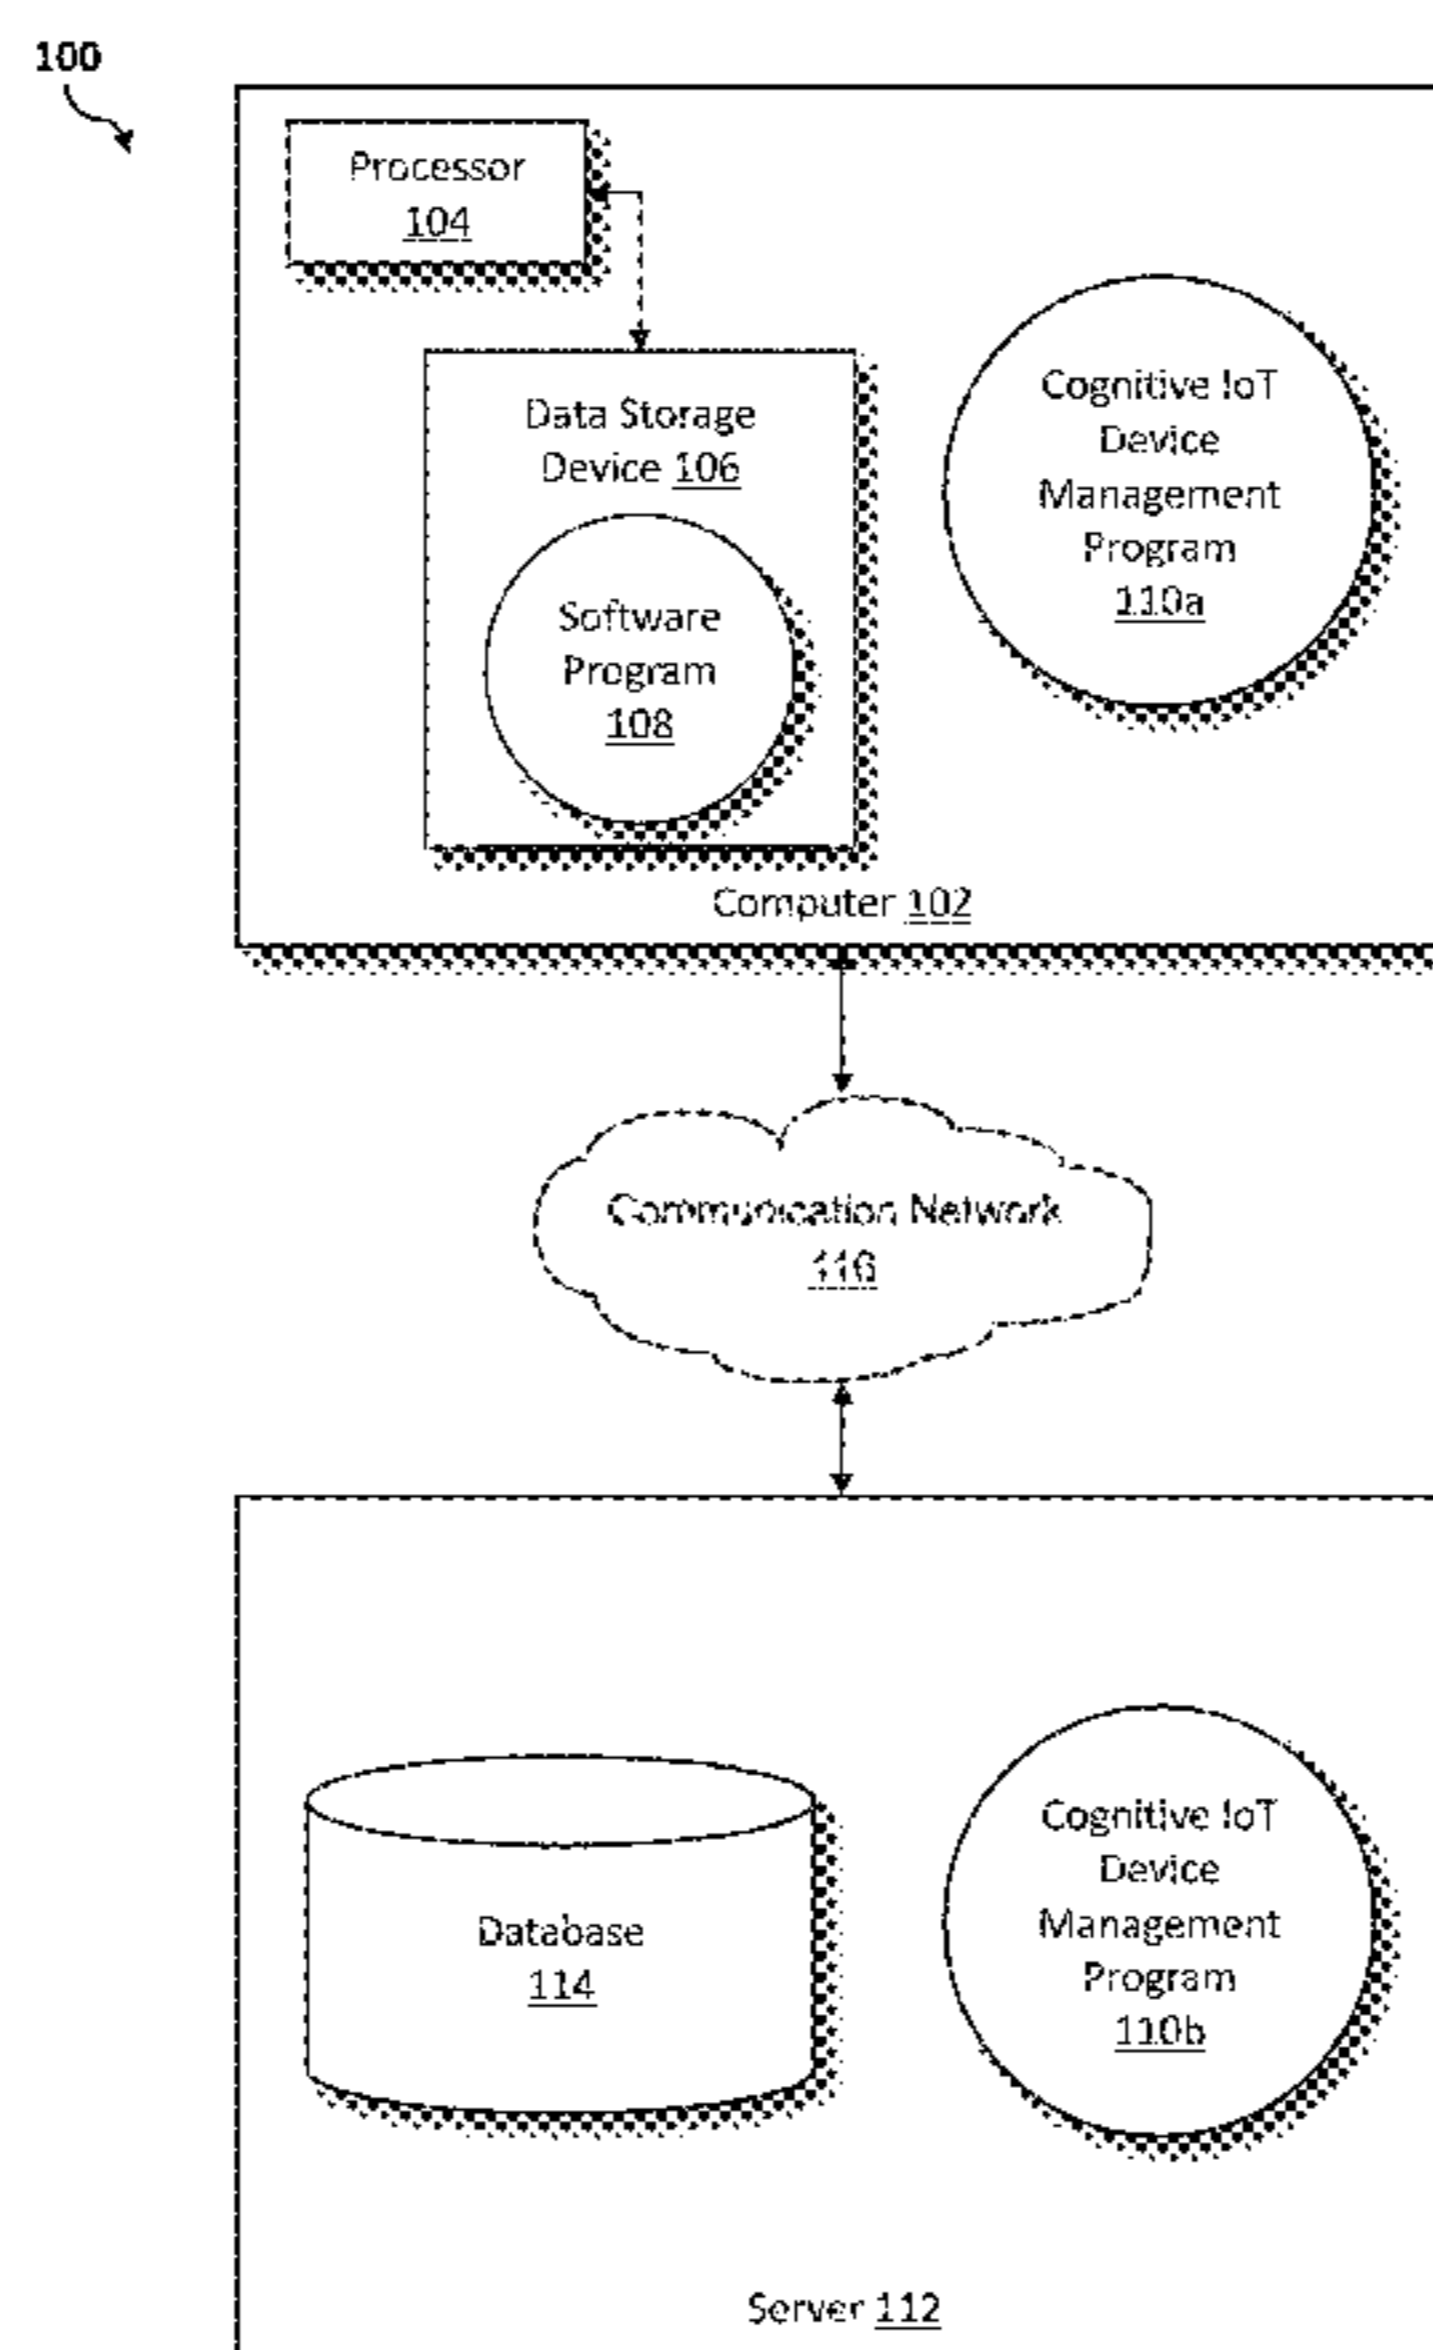 100
Processor
104
Data Storage
Device 106
Software
Program
108
Cognitive IoT
Device
Management
Program
110a
Computer 102
Communication Network
116
Database
114
Cognitive IoT
Device
Management
Program
110b
Server 112